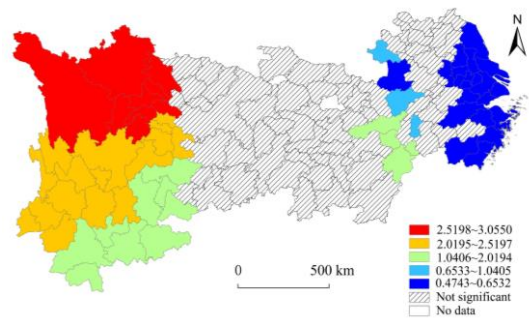 N
2.5198~3.0550
2.0195~2.5197
1.0406~2.0194
0.6533~1.0405
0.4743~0.6532
Not significant
No data
0 500 km